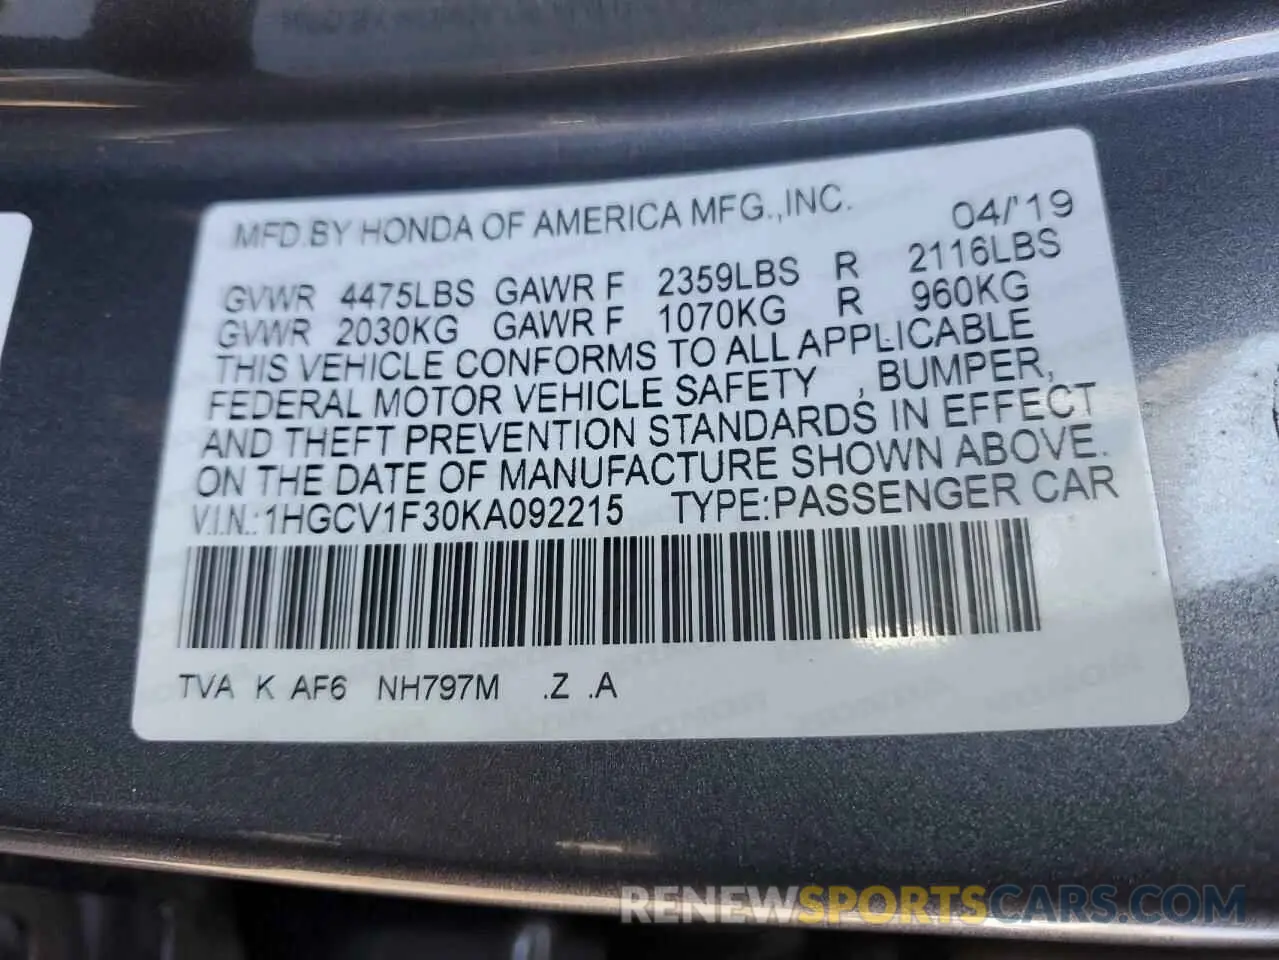 MFD.BY HONDA OF AMERICA MFG.,INC. 04/'19
GVWR 4475LBS GAWR F 2359LBS R 2116LBS
GVWR 2030KG GAWR F 1070KG R 960KG
THIS VEHICLE CONFORMS TO ALL APPLICABLE
FEDERAL MOTOR VEHICLE SAFETY , BUMPER,
AND THEFT PREVENTION STANDARDS IN EFFECT
ON THE DATE OF MANUFACTURE SHOWN ABOVE.
V.I.N.:1HGCV1F30KA092215 TYPE:PASSENGER CAR
TVA K AF6 NH797M .Z .A
RENEWSPORTSCARS.COM